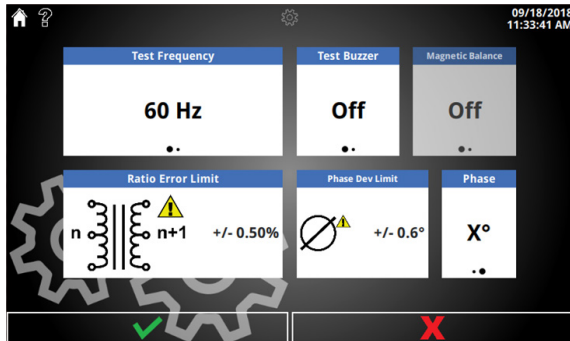 09/18/2018
11:33:41 AM
Test Frequency
Test Buzzer
Magnetic Balance
60 Hz
Off
Off
Ratio Error Limit
Phase Dev Limit
Phase
n
n+1
+/- 0.50%
+/- 0.6°
X°